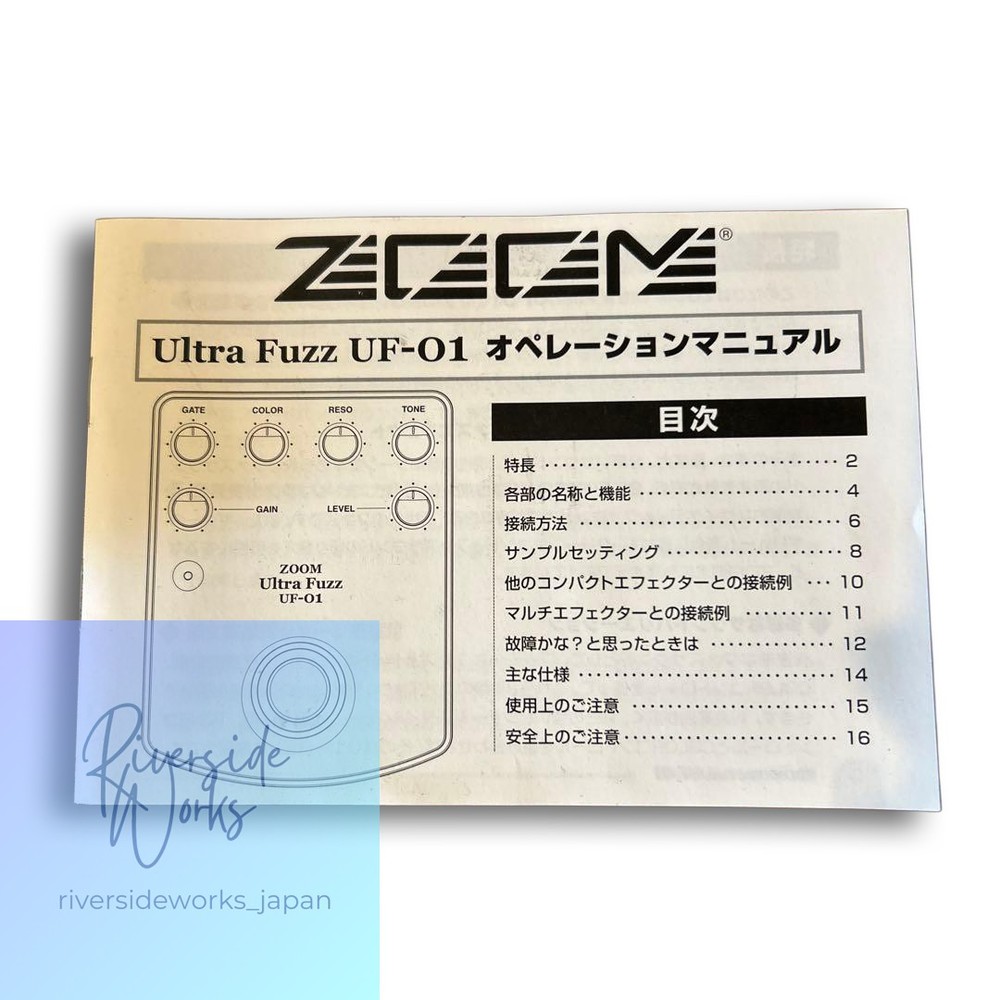 ZOOM®
Ultra Fuzz UF-01 オペレーションマニュアル
GATE COLOR RESO TONE
GAIN LEVEL
ZOOM
Ultra Fuzz
UF-01
目次
特長 ・・・・・・・・・・・・・・・・・・・・・・・・・・・・・ 2
各部の名称と機能 ・・・・・・・・・・・・・・・・・・・・ 4
接続方法 ・・・・・・・・・・・・・・・・・・・・・・・・・・ 6
サンプルセッティング ・・・・・・・・・・・・・・・・・ 8
他のコンパクトエフェクターとの接続例 ・・・ 10
マルチエフェクターとの接続例 ・・・・・・・・・・ 11
故障かな？と思ったときは ・・・・・・・・・・・・・ 12
主な仕様 ・・・・・・・・・・・・・・・・・・・・・・・・・・ 14
使用上のご注意 ・・・・・・・・・・・・・・・・・・・・・ 15
安全上のご注意 ・・・・・・・・・・・・・・・・・・・・・ 16
Riverside
Works
riversideworks_japan